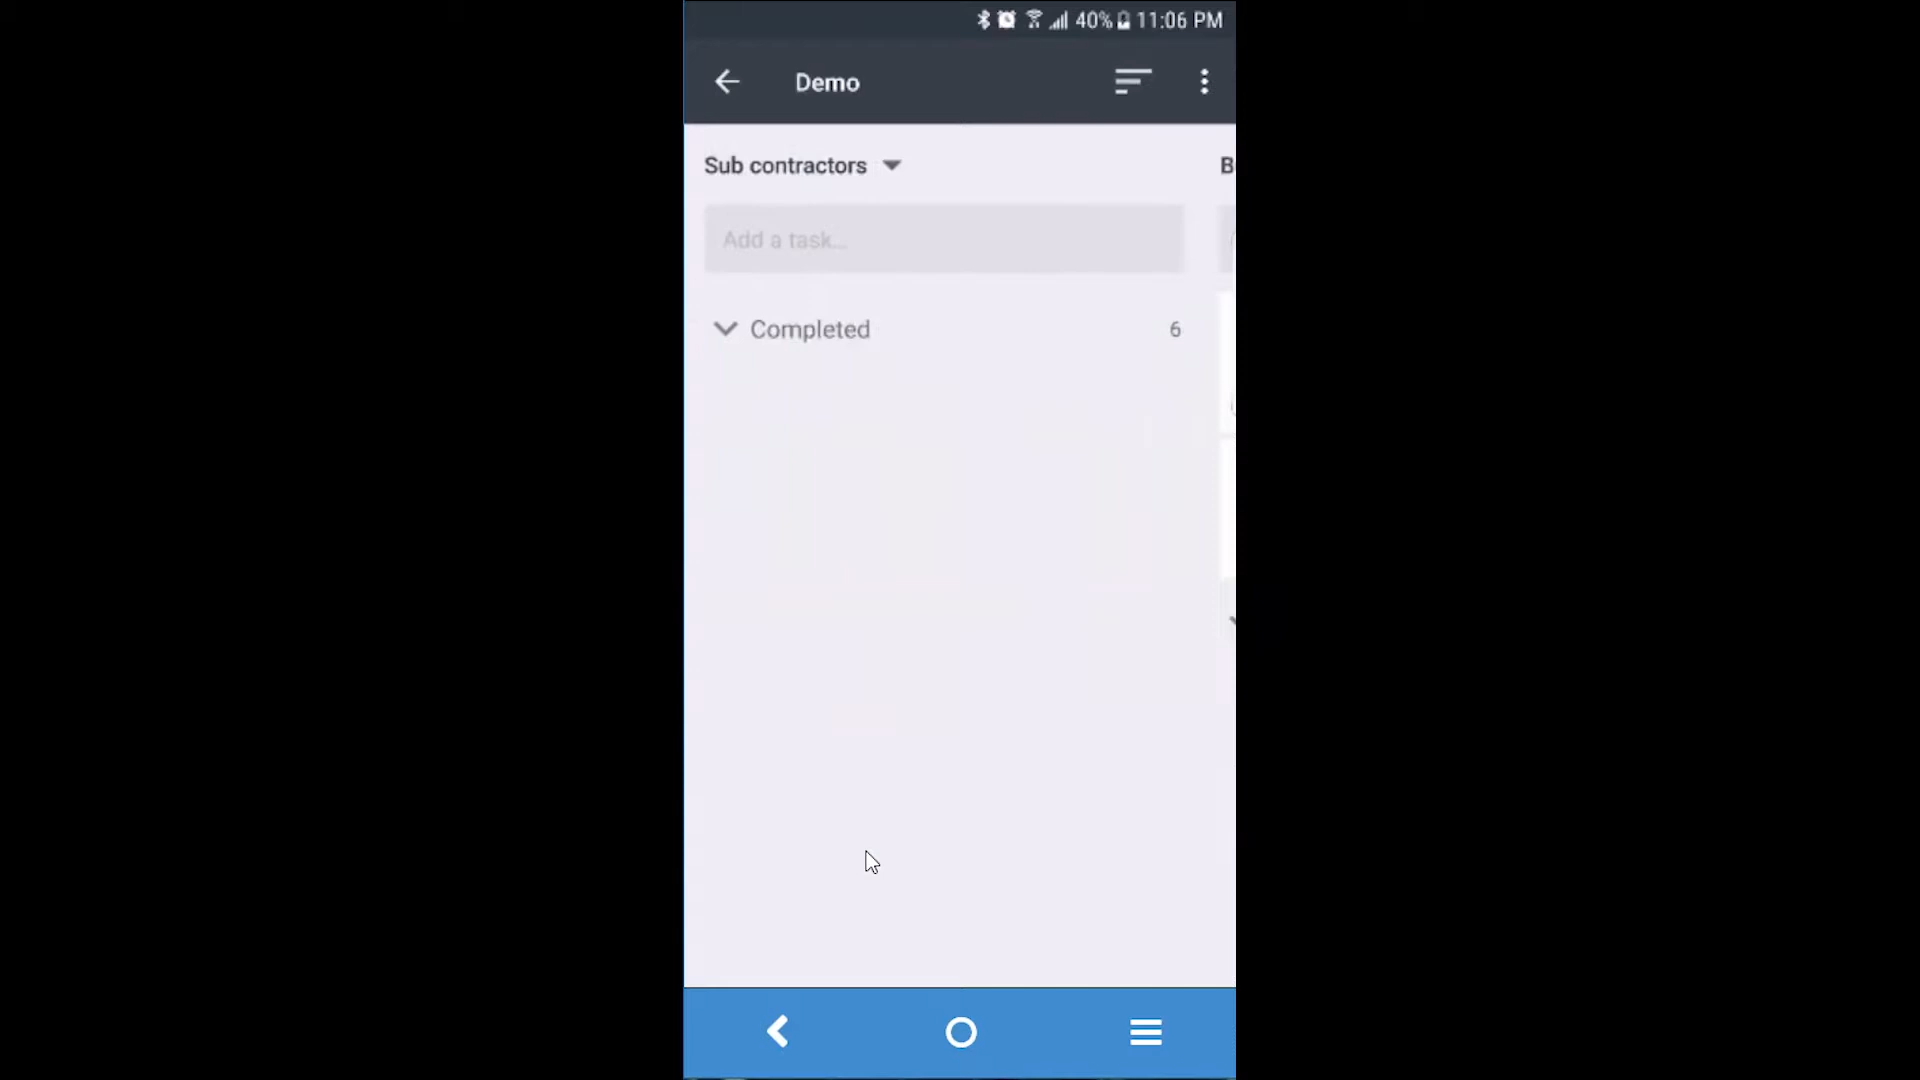 40% 11:06 PM
Demo
Sub contractors
Add a task...
Completed 6